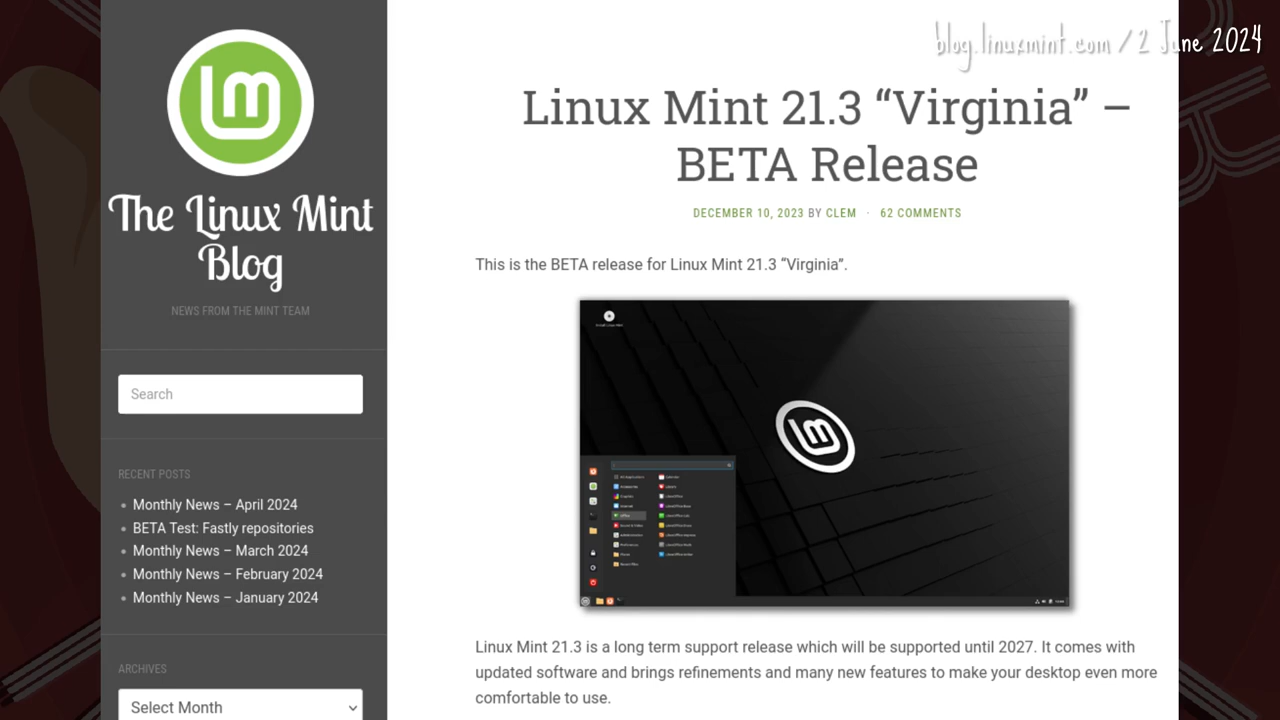 blog.linuxmint.com / 2 June 2024
lm
The Linux Mint
Blog
NEWS FROM THE MINT TEAM
Search
RECENT POSTS
Monthly News – April 2024
BETA Test: Fastly repositories
Monthly News – March 2024
Monthly News – February 2024
Monthly News – January 2024
ARCHIVES
Select Month
Linux Mint 21.3 “Virginia” –
BETA Release
DECEMBER 10, 2023 BY CLEM · 62 COMMENTS
This is the BETA release for Linux Mint 21.3 “Virginia”.
Linux Mint 21.3 is a long term support release which will be supported until 2027. It comes with
updated software and brings refinements and many new features to make your desktop even more
comfortable to use.